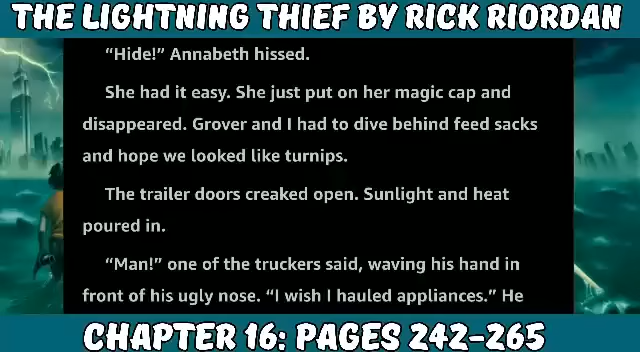 THE LIGHTNING THIEF BY RICK RIORDAN
“Hide!” Annabeth hissed.
She had it easy. She just put on her magic cap and
disappeared. Grover and I had to dive behind feed sacks
and hope we looked like turnips.
The trailer doors creaked open. Sunlight and heat
poured in.
“Man!” one of the truckers said, waving his hand in
front of his ugly nose. “I wish I hauled appliances.” He
CHAPTER 16: PAGES 242-265